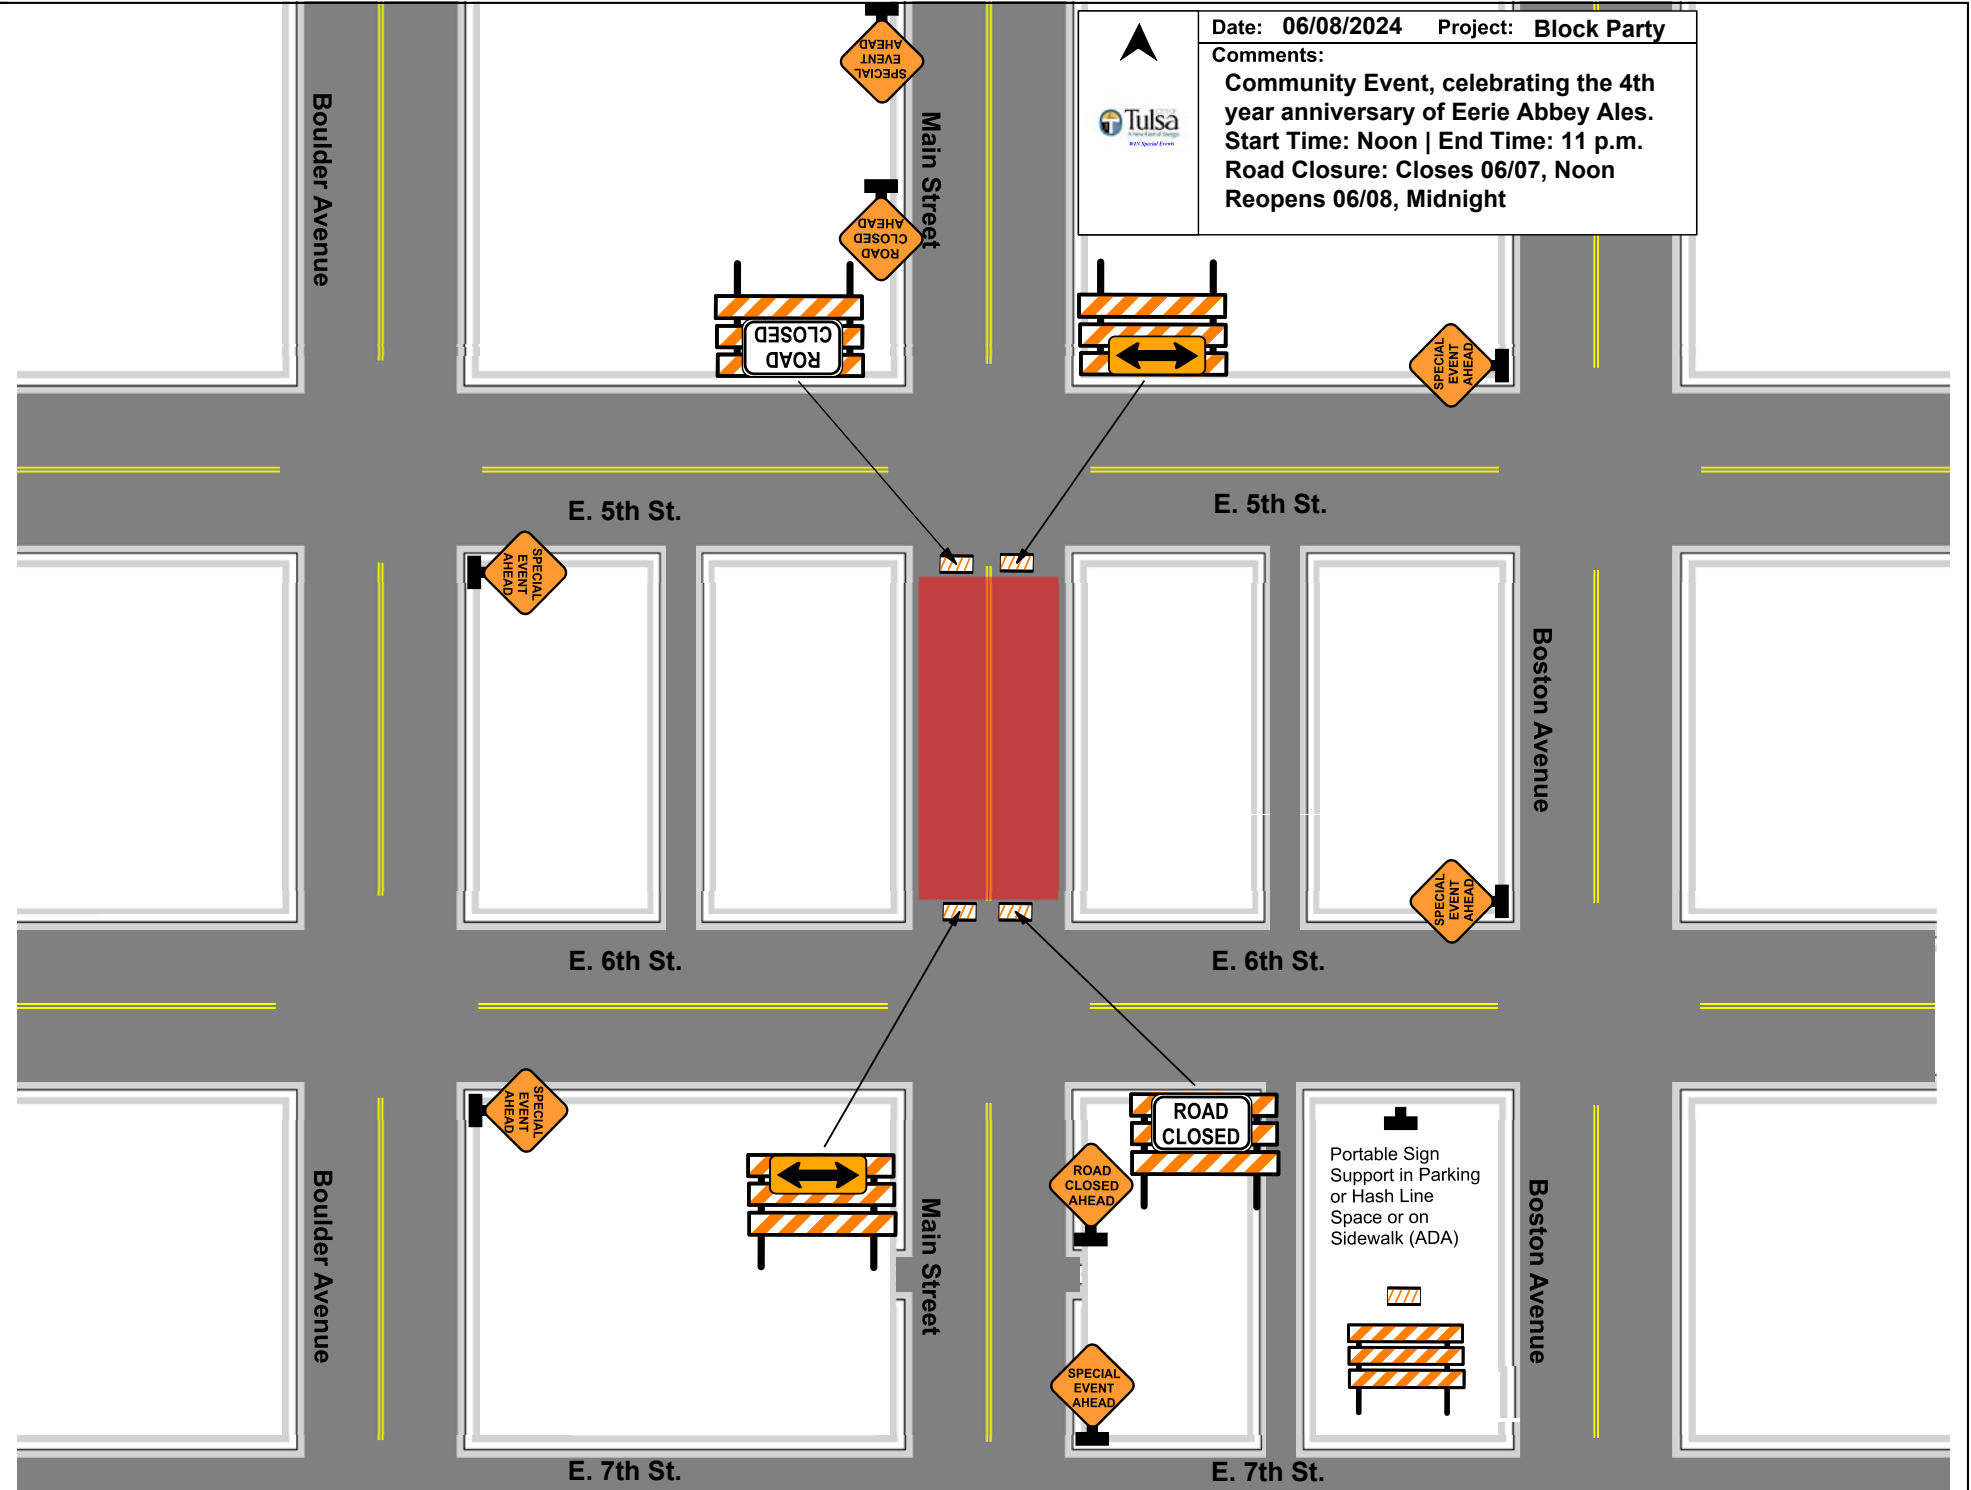 Date: 06/08/2024 Project: Block Party
Comments:
Community Event, celebrating the 4th
year anniversary of Eerie Abbey Ales.
Start Time: Noon | End Time: 11 p.m.
Road Closure: Closes 06/07, Noon
Reopens 06/08, Midnight
Tulsa
WIN Special Events
SPECIAL
EVENT
AHEAD
Boulder Avenue
Main Street
ROAD
CLOSED
AHEAD
ROAD
CLOSED
SPECIAL
EVENT
AHEAD
E. 5th St.
E. 5th St.
SPECIAL
EVENT
AHEAD
Boston Avenue
SPECIAL
EVENT
AHEAD
E. 6th St.
E. 6th St.
SPECIAL
EVENT
AHEAD
ROAD
CLOSED
ROAD
CLOSED
AHEAD
Portable Sign
Support in Parking
or Hash Line
Space or on
Sidewalk (ADA)
Boulder Avenue
Main Street
Boston Avenue
SPECIAL
EVENT
AHEAD
E. 7th St.
E. 7th St.